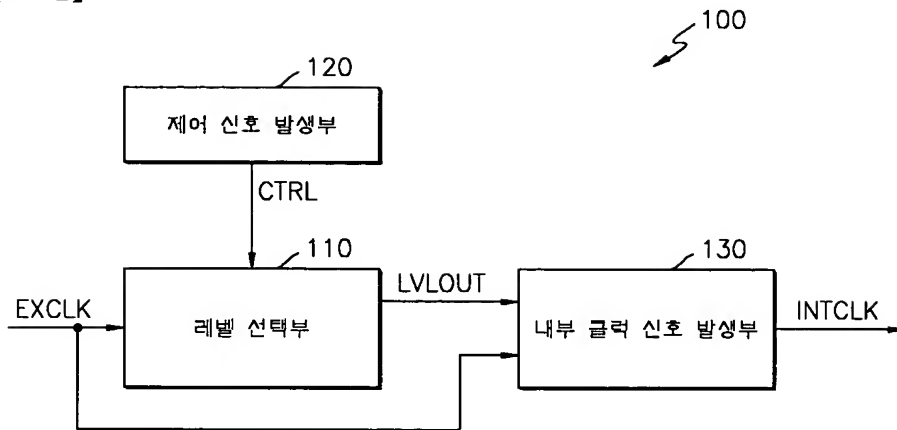 100
120
제어 신호 발생부
CTRL
110
130
EXCLK
레벨 선택부
LVLOUT
내부 클럭 신호 발생부
INTCLK